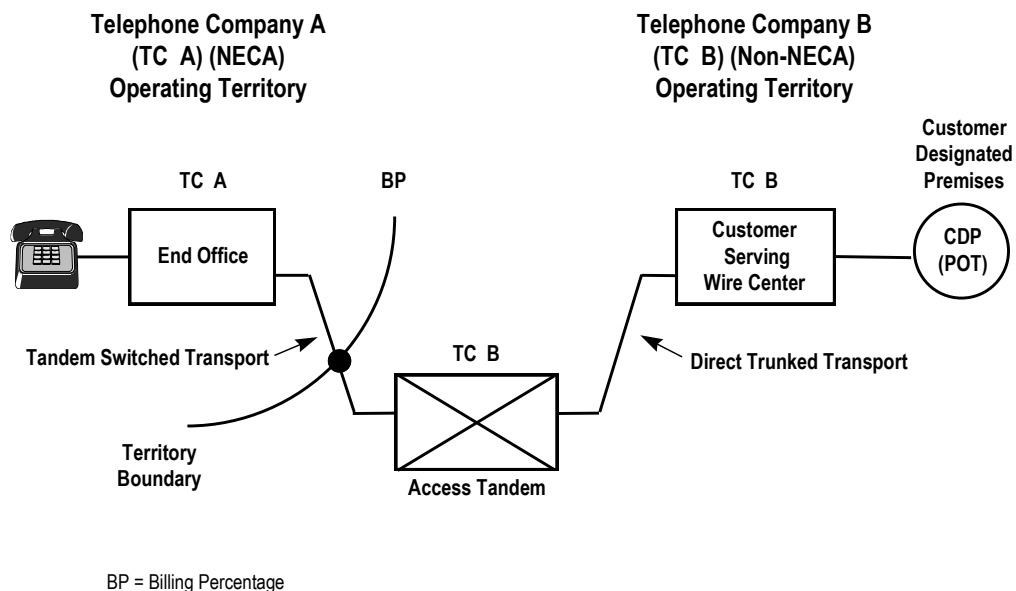 Telephone Company A
(TC A) (NECA)
Operating Territory
Telephone Company B
(TC B) (Non-NECA)
Operating Territory
Customer
Designated
Premises
TC A
BP
TC B
End Office
Customer
Serving
Wire Center
CDP
(POT)
Tandem Switched Transport
TC B
Direct Trunked Transport
Territory
Boundary
Access Tandem
BP = Billing Percentage